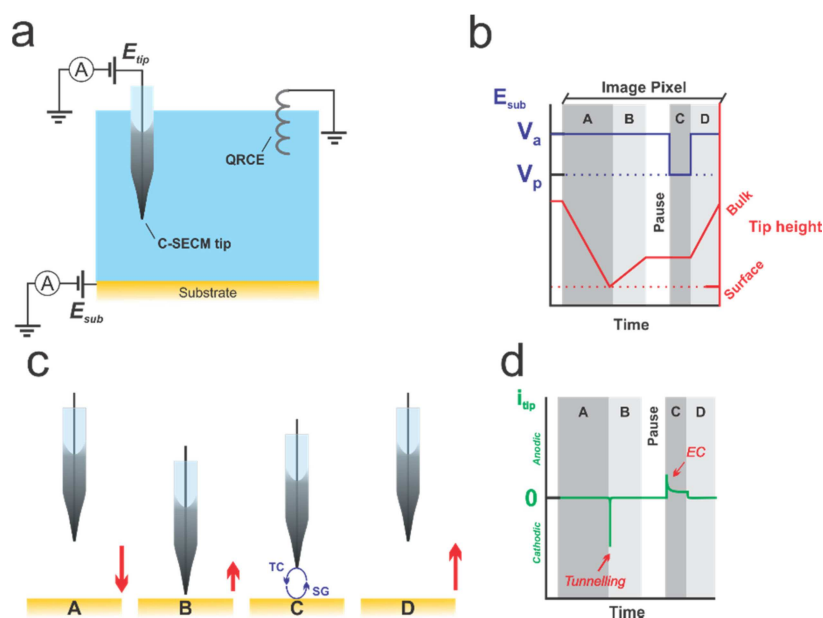 a
E_tip
A
QRCE
C-SECM tip
A
Substrate
E_sub
b
Image Pixel
E_sub
A B C D
V_a
V_p
Pause
Bulk
Tip height
Surface
Time
c
TC
SG
A B C D
d
i_tip
A B C D
Pause
Anodic
EC
0
Cathodic
Tunnelling
Time